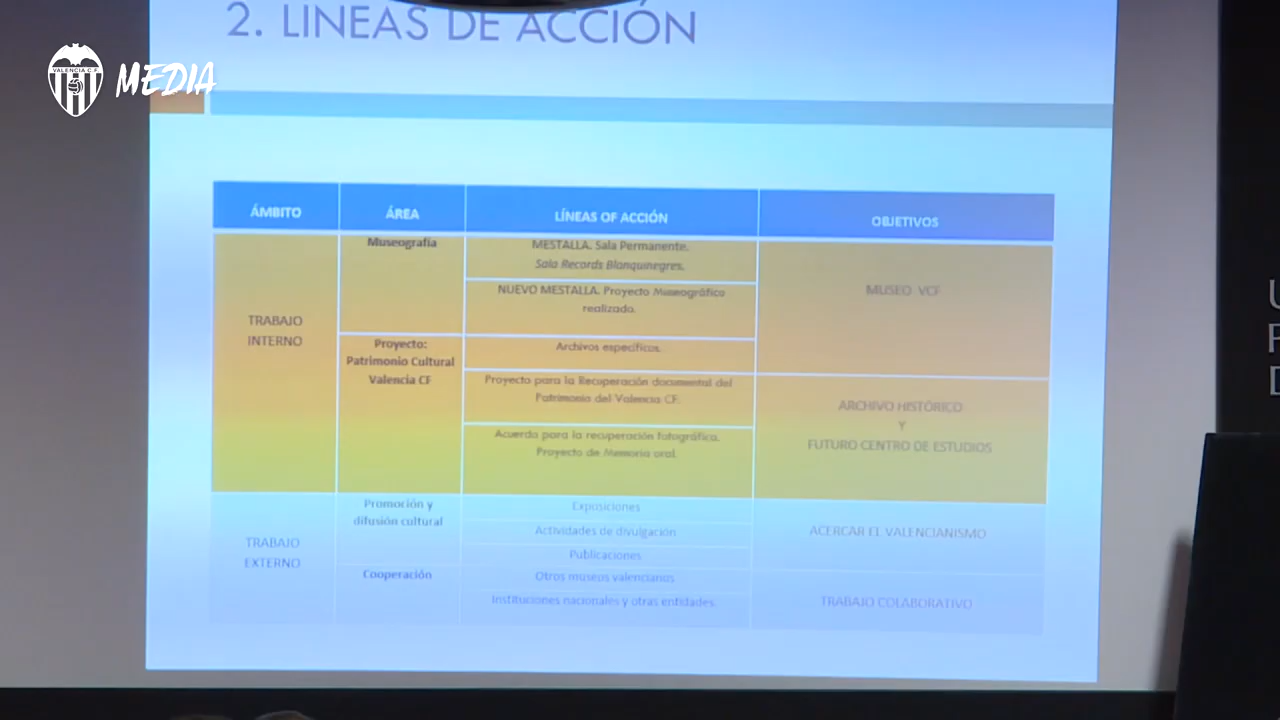 2. LÍNEAS DE ACCIÓN
VALENCIA C.F.
MEDIA
ÁMBITO
ÁREA
LÍNEAS OF ACCIÓN
OBJETIVOS
TRABAJO
INTERNO
Museografía
MESTALLA. Sala Permanente.
Sala Records Blanquinegres.
NUEVO MESTALLA. Proyecto Museográfico
realizado.
MUSEO VCF
Proyecto:
Patrimonio Cultural
Valencia CF
Archivos específicos.
Proyecto para la Recuperación documental del
Patrimonio del Valencia CF.
Acuerdo para la recuperación fotográfica.
Proyecto de Memoria oral.
ARCHIVO HISTÓRICO
Y
FUTURO CENTRO DE ESTUDIOS
TRABAJO
EXTERNO
Promoción y
difusión cultural
Exposiciones
Actividades de divulgación
Publicaciones
ACERCAR EL VALENCIANISMO
Cooperación
Otros museus valencianos
Instituciones nacionales y otras entidades.
TRABAJO COLABORATIVO